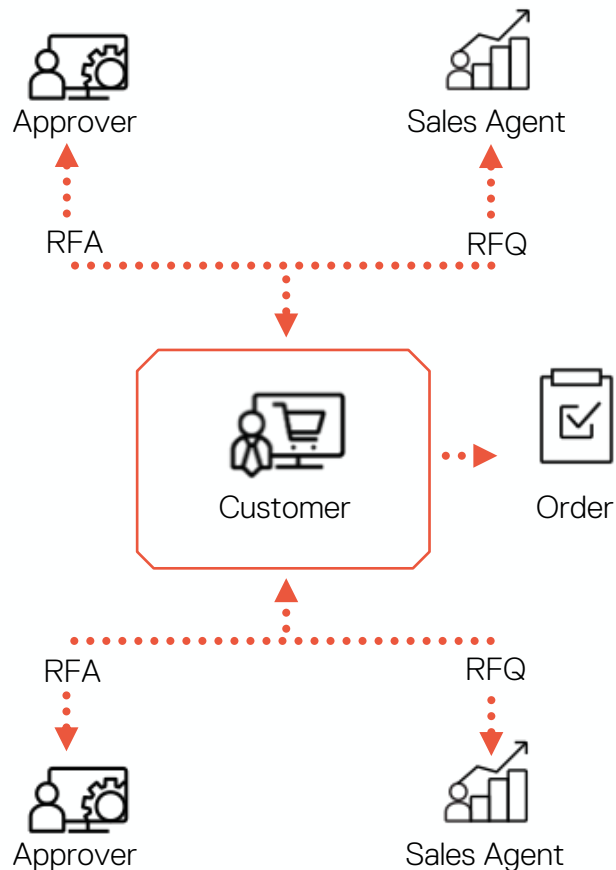 Approver
Sales Agent
RFA
RFQ
Customer
Order
RFA
RFQ
Approver
Sales Agent